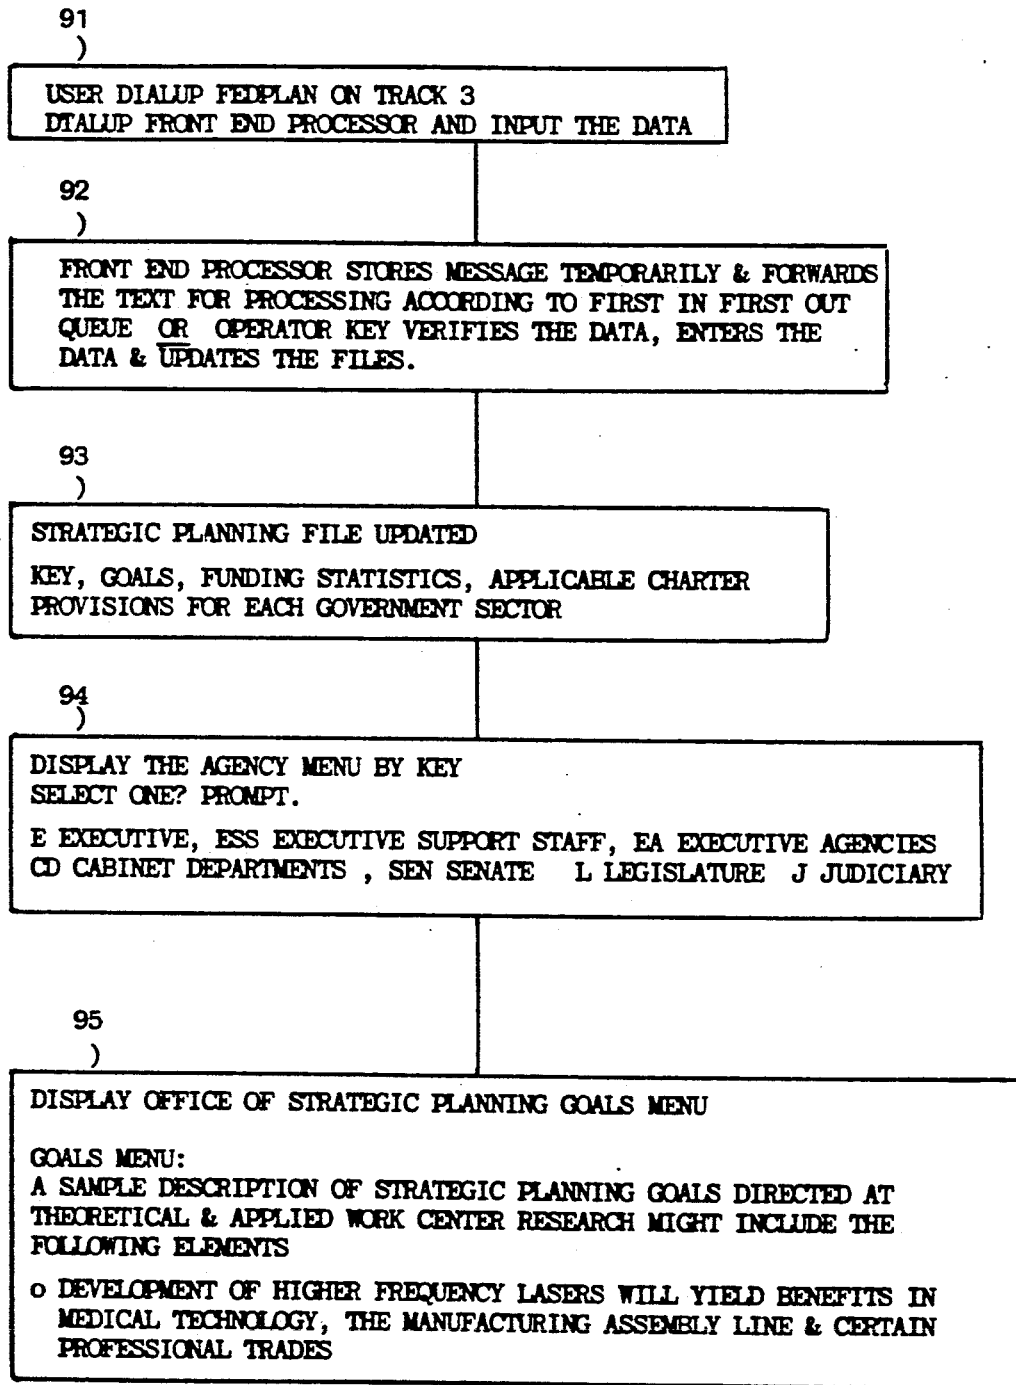 91
)
USER DIALUP FEDPLAN ON TRACK 3
DIALUP FRONT END PROCESSOR AND INPUT THE DATA
92
)
FRONT END PROCESSOR STORES MESSAGE TEMPORARILY & FORWARDS
THE TEXT FOR PROCESSING ACCORDING TO FIRST IN FIRST OUT
QUEUE OR OPERATOR KEY VERIFIES THE DATA, ENTERS THE
DATA & UPDATES THE FILES.
93
)
STRATEGIC PLANNING FILE UPDATED
KEY, GOALS, FUNDING STATISTICS, APPLICABLE CHARTER
PROVISIONS FOR EACH GOVERNMENT SECTOR
94
)
DISPLAY THE AGENCY MENU BY KEY
SELECT ONE? PROMPT.
E EXECUTIVE, ESS EXECUTIVE SUPPORT STAFF, EA EXECUTIVE AGENCIES
CD CABINET DEPARTMENTS , SEN SENATE L LEGISLATURE J JUDICIARY
95
)
DISPLAY OFFICE OF STRATEGIC PLANNING GOALS MENU
GOALS MENU:
A SAMPLE DESCRIPTION OF STRATEGIC PLANNING GOALS DIRECTED AT
THEORETICAL & APPLIED WORK CENTER RESEARCH MIGHT INCLUDE THE
FOLLOWING ELEMENTS
o DEVELOPMENT OF HIGHER FREQUENCY LASERS WILL YIELD BENEFITS IN
MEDICAL TECHNOLOGY, THE MANUFACTURING ASSEMBLY LINE & CERTAIN
PROFESSIONAL TRADES